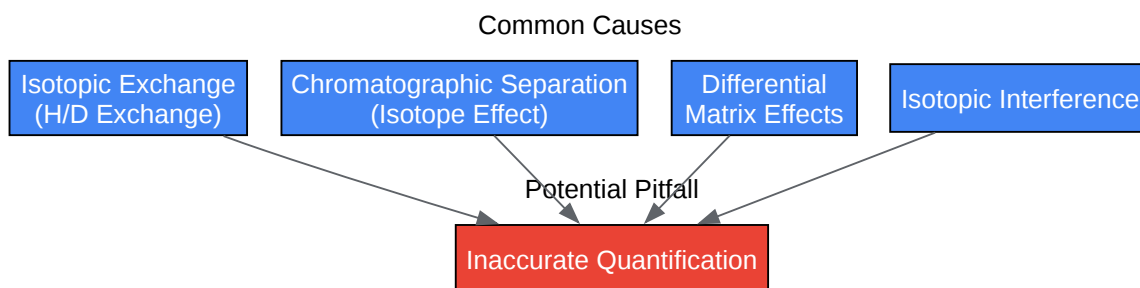 Common Causes
Isotopic Exchange
(H/D Exchange)
Chromatographic Separation
(Isotope Effect)
Differential
Matrix Effects
Isotopic Interference
Potential Pitfall
Inaccurate Quantification